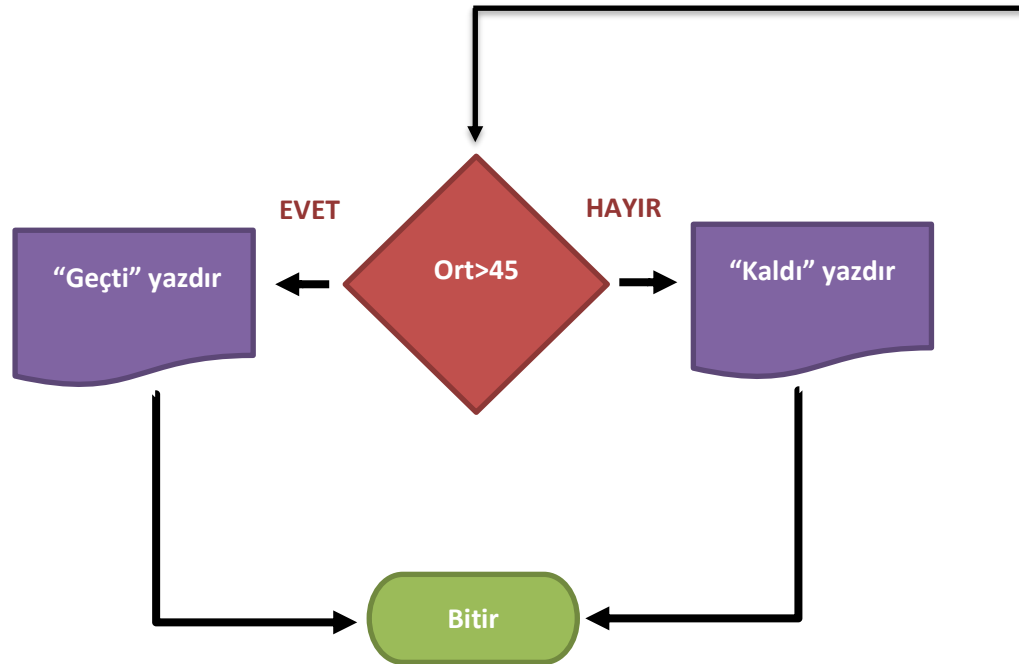 EVET
HAYIR
“Geçti” yazdır
Ort>45
“Kaldı” yazdır
Bitir